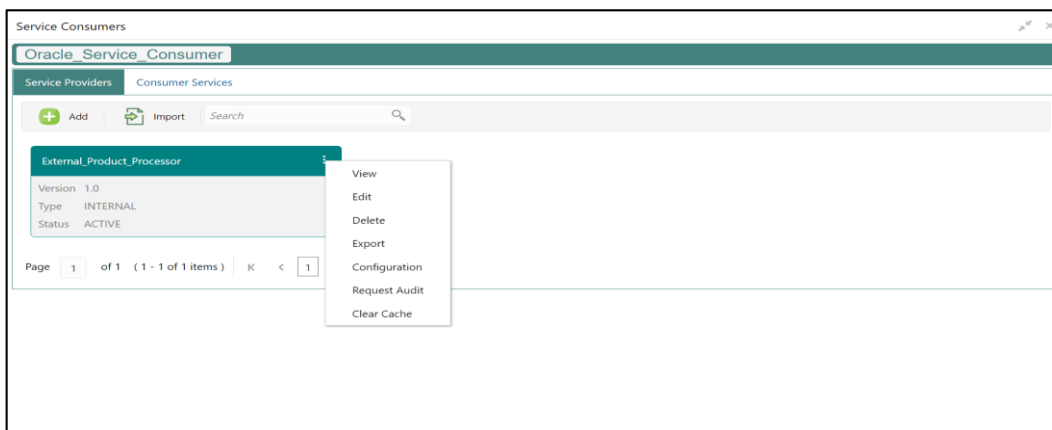 Service Consumers
Oracle_Service_Consumer
Service Providers Consumer Services
Add Import Search
External_Product_Processor
Version 1.0
Type INTERNAL
Status ACTIVE
View
Edit
Delete
Export
Configuration
Request Audit
Clear Cache
Page 1 of 1 ( 1 - 1 of 1 items ) K < 1